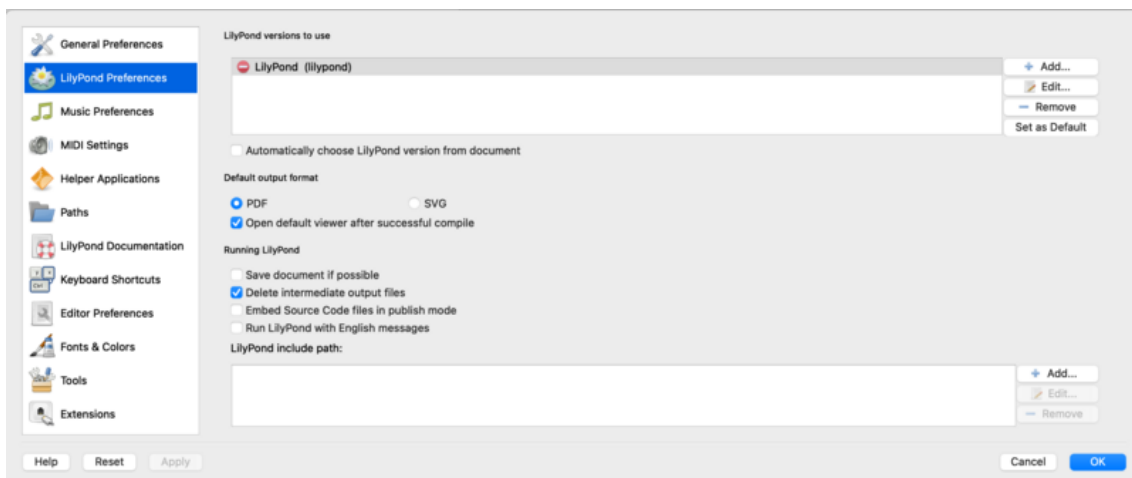 General Preferences
LilyPond Preferences
Music Preferences
MIDI Settings
Helper Applications
Paths
LilyPond Documentation
Keyboard Shortcuts
Editor Preferences
Fonts & Colors
Tools
Extensions
LilyPond versions to use
LilyPond (lilypond)
Add...
Edit...
Remove
Set as Default
Automatically choose LilyPond version from document
Default output format
PDF SVG
Open default viewer after successful compile
Running LilyPond
Save document if possible
Delete intermediate output files
Embed Source Code files in publish mode
Run LilyPond with English messages
LilyPond include path:
Add...
Edit...
Remove
Help Reset Apply Cancel OK